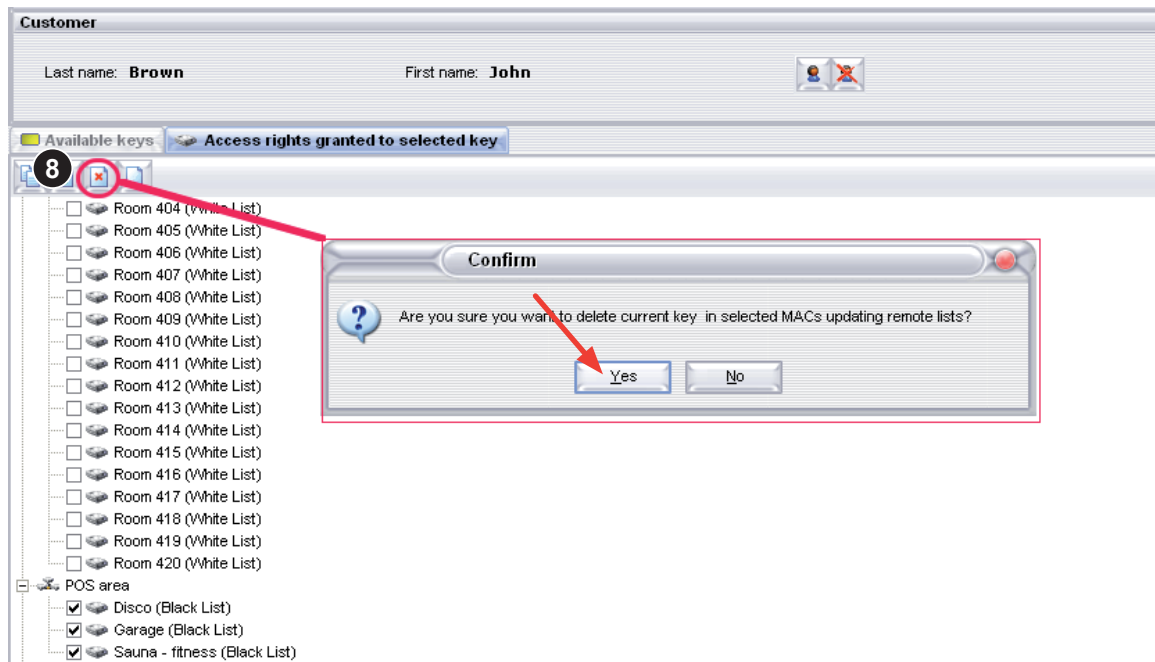 Customer
Last name: Brown First name: John
Available keys Access rights granted to selected key
8
Room 404 (White List)
Room 405 (White List)
Room 406 (White List)
Room 407 (White List)
Room 408 (White List)
Room 409 (White List)
Room 410 (White List)
Room 411 (White List)
Room 412 (White List)
Room 413 (White List)
Room 414 (White List)
Room 415 (White List)
Room 416 (White List)
Room 417 (White List)
Room 418 (White List)
Room 419 (White List)
Room 420 (White List)
POS area
Disco (Black List)
Garage (Black List)
Sauna - fitness (Black List)
Confirm
Are you sure you want to delete current key in selected MACs updating remote lists?
Yes No